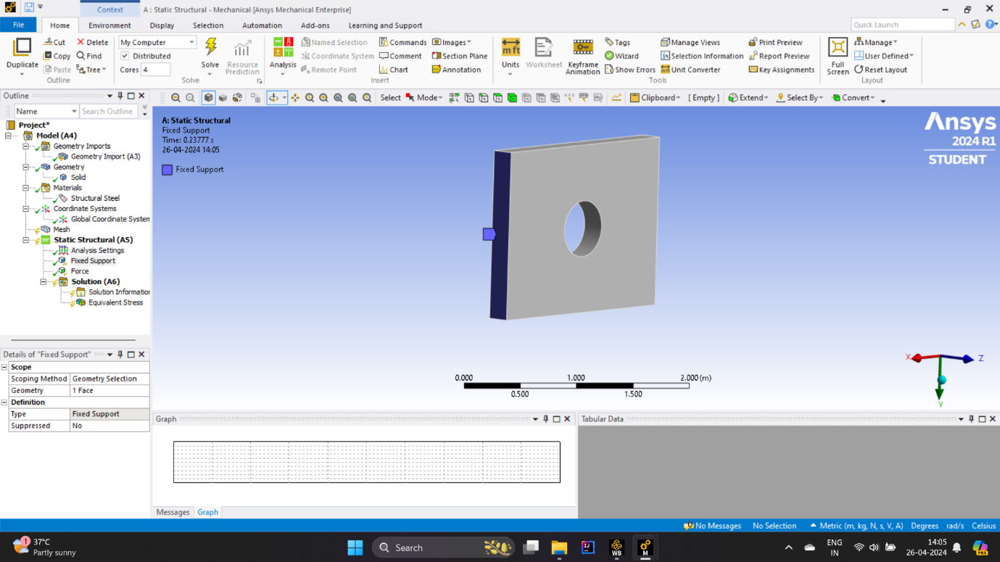 Context
A : Static Structural - Mechanical [Ansys Mechanical Enterprise]
File
Home
Environment
Display
Selection
Automation
Add-ons
Learning and Support
Quick Launch
Duplicate
Cut
Copy
Paste
Delete
Find
Tree
Outline
My Computer
Distributed
Cores 4
Solve
Resource
Prediction
Solve
Analysis
Named Selection
Coordinate System
Remote Point
Commands
Comment
Chart
Images
Section Plane
Annotation
Insert
Units
Worksheet
Keyframe
Animation
Tags
Wizard
Show Errors
Manage Views
Selection Information
Unit Converter
Print Preview
Report Preview
Key Assignments
Tools
Full
Screen
Manage
User Defined
Reset Layout
Layout
Outline
Name
Search Outline
Select
Mode
Clipboard
[ Empty ]
Extend
Select By
Convert
Project*
Model (A4)
Geometry Imports
Geometry Import (A3)
Geometry
Solid
Materials
Structural Steel
Coordinate Systems
Global Coordinate System
Mesh
Static Structural (A5)
Analysis Settings
Fixed Support
Force
Solution (A6)
Solution Information
Equivalent Stress
A: Static Structural
Fixed Support
Time: 0.23777 s
26-04-2024 14:05
Fixed Support
Ansys
2024 R1
STUDENT
0.000
1.000
2.000 (m)
0.500
1.500
X
Z
Y
Details of "Fixed Support"
Scope
Scoping Method Geometry Selection
Geometry 1 Face
Definition
Type Fixed Support
Suppressed No
Graph
Tabular Data
Messages
Graph
No Messages
No Selection
Metric (m, kg, N, s, V, A)
Degrees
rad/s
Celsius
1
37°C
Partly sunny
Search
WB
M
ENG
IN
14:05
26-04-2024
PRE